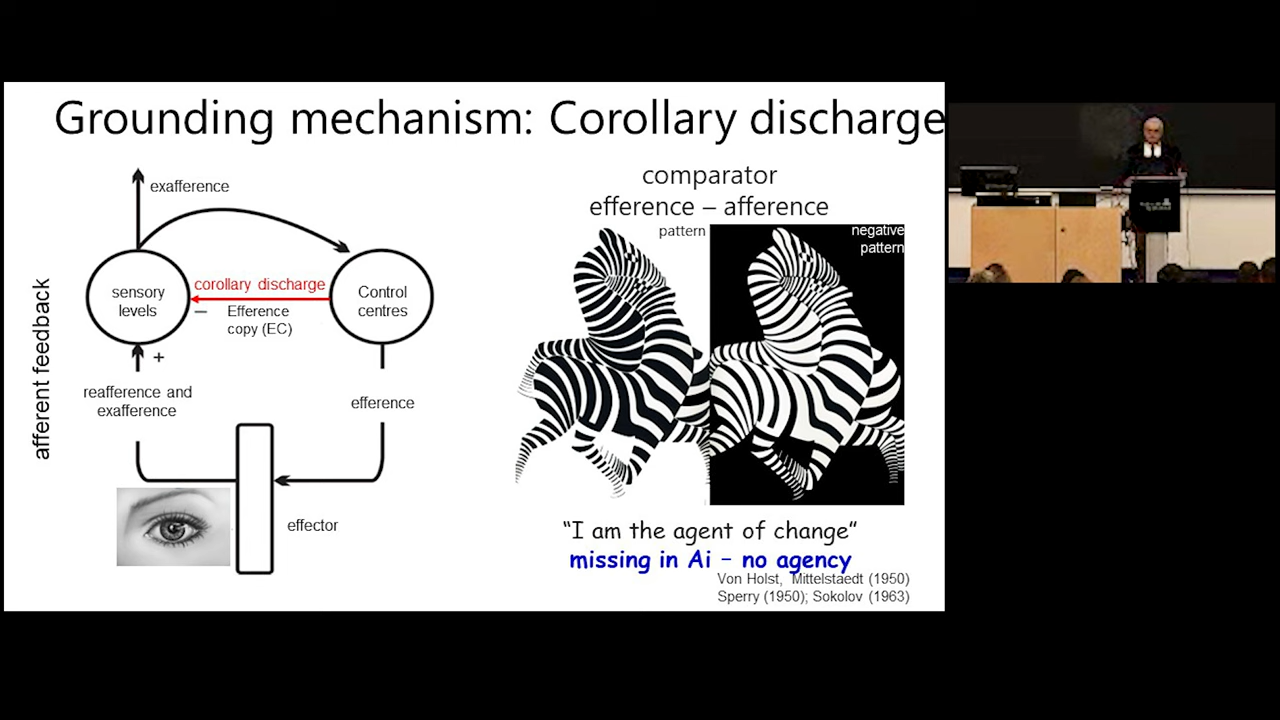 Grounding mechanism: Corollary discharge
exafference
sensory
levels
corollary discharge
–
Efference
copy (EC)
Control
centres
+
reafference and
exafference
efference
effector
afferent feedback
comparator
efference – afference
pattern
negative
pattern
“I am the agent of change”
missing in Ai – no agency
Von Holst, Mittelstaedt (1950)
Sperry (1950); Sokolov (1963)